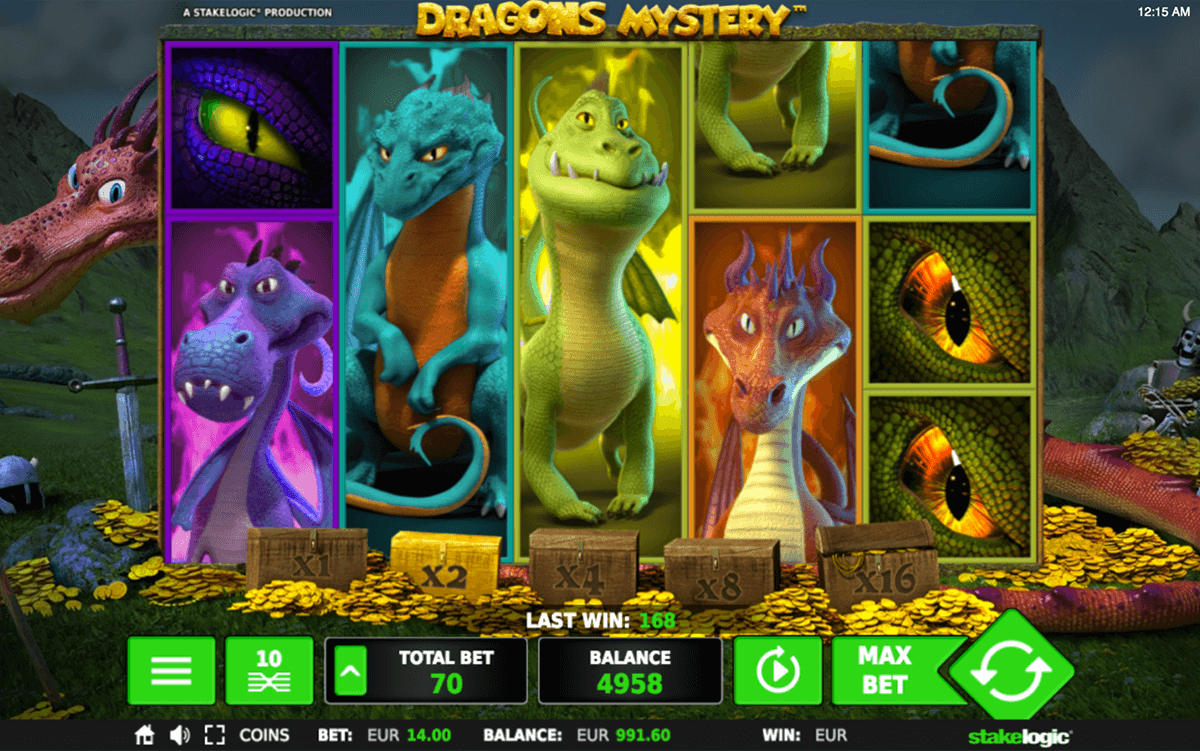 A STAKELOGIC® PRODUCTION
DRAGONS MYSTERY™
12:15 AM
x1
x2
x4
x8
x16
LAST WIN: 168
10
TOTAL BET
70
BALANCE
4958
MAX
BET
COINS BET: EUR 14.00 BALANCE: EUR 991.60 WIN: EUR
stakelogic®